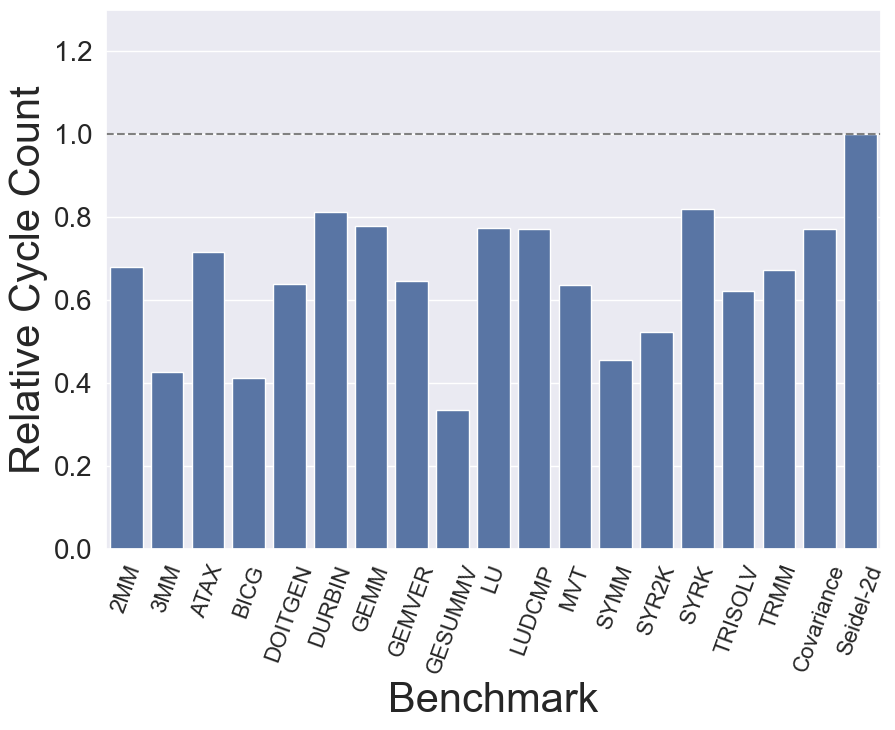 Relative Cycle Count
1.2
1.0
0.8
0.6
0.4
0.2
0.0
2MM
3MM
ATAX
BICG
DOITGEN
DURBIN
GEMM
GEMVER
GESUMMV
LU
LUDCMP
MVT
SYMM
SYR2K
SYRK
TRISOLV
TRMM
Covariance
Seidel-2d
Benchmark